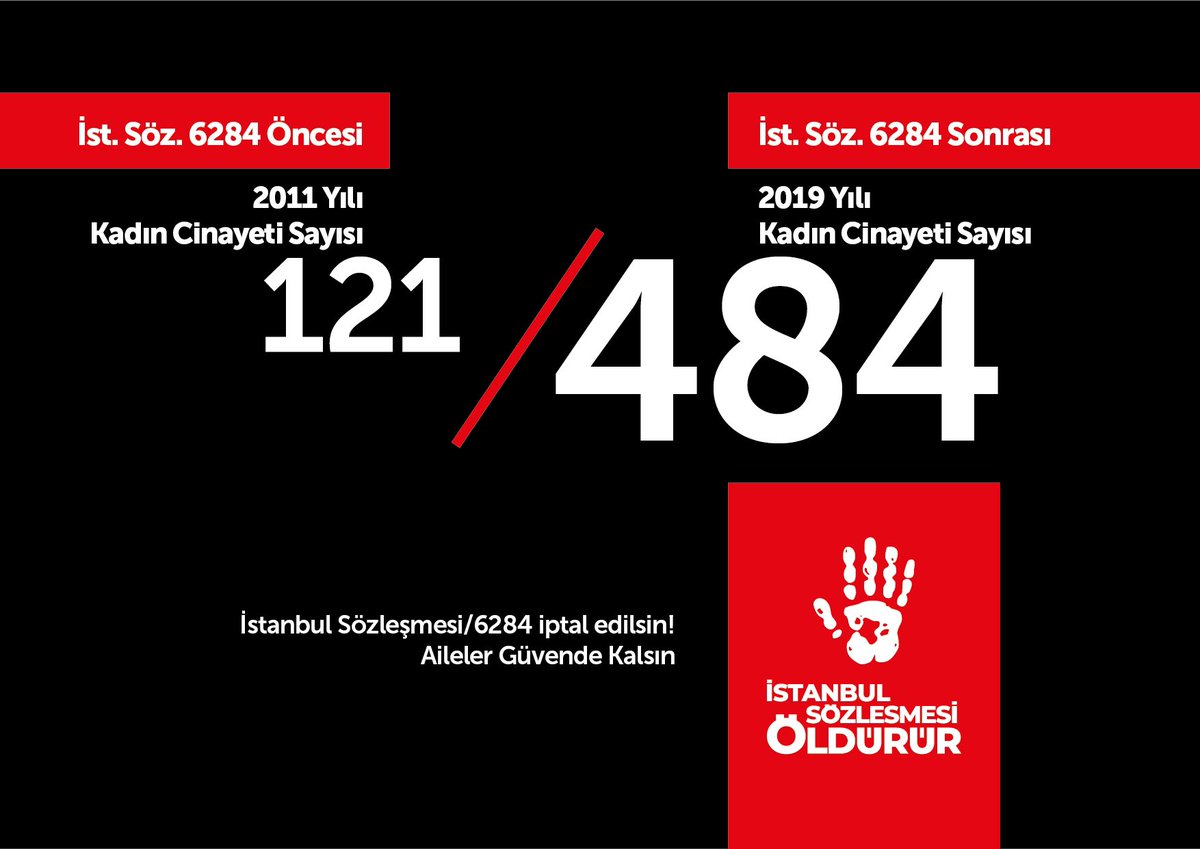 İst. Söz. 6284 Öncesi
2011 Yılı
Kadın Cinayeti Sayısı
121
/
İst. Söz. 6284 Sonrası
2019 Yılı
Kadın Cinayeti Sayısı
484
İstanbul Sözleşmesi/6284 iptal edilsin!
Aileler Güvende Kalsın
İSTANBUL
SÖZLESMESİ
ÖLDÜRÜR